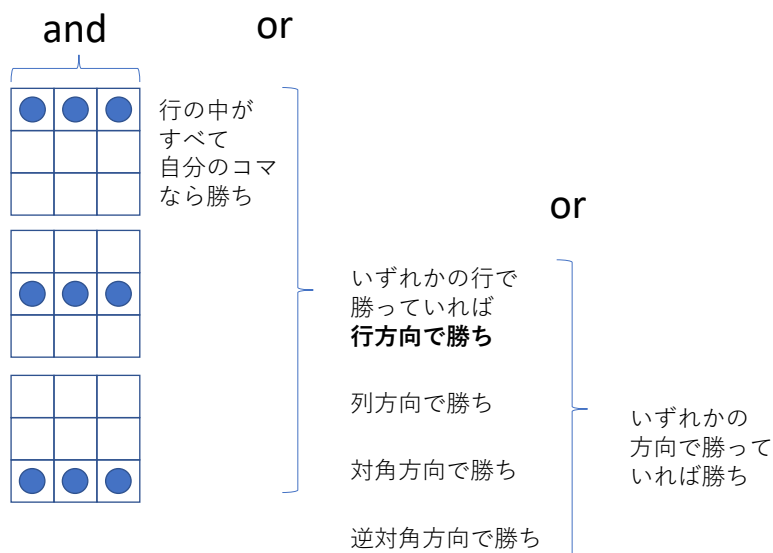 and
or
行の中が
すべて
自分のコマ
なら勝ち
or
いずれかの行で
勝っていれば
行方向で勝ち
列方向で勝ち
対角方向で勝ち
逆対角方向で勝ち
いずれかの
方向で勝って
いれば勝ち